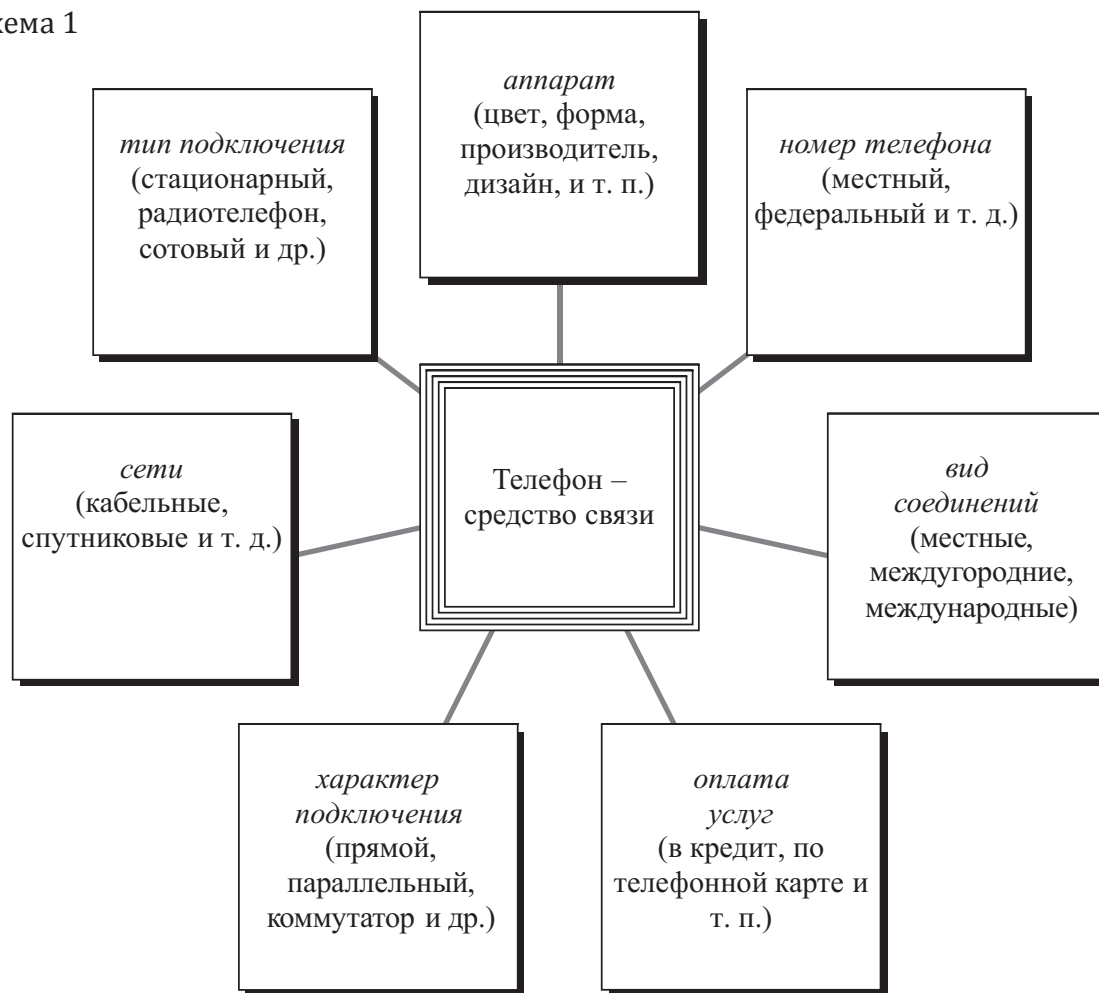 хема 1
аппарат
(цвет, форма,
производитель,
дизайн, и т. п.)
тип подключения
(стационарный,
радиотелефон,
сотовый и др.)
номер телефона
(местный,
федеральный и т. д.)
сети
(кабельные,
спутниковые и т. д.)
Телефон –
средство связи
вид
соединений
(местные,
междугородние,
международные)
характер
подключения
(прямой,
параллельный,
коммутатор и др.)
оплата
услуг
(в кредит, по
телефонной карте и
т. п.)